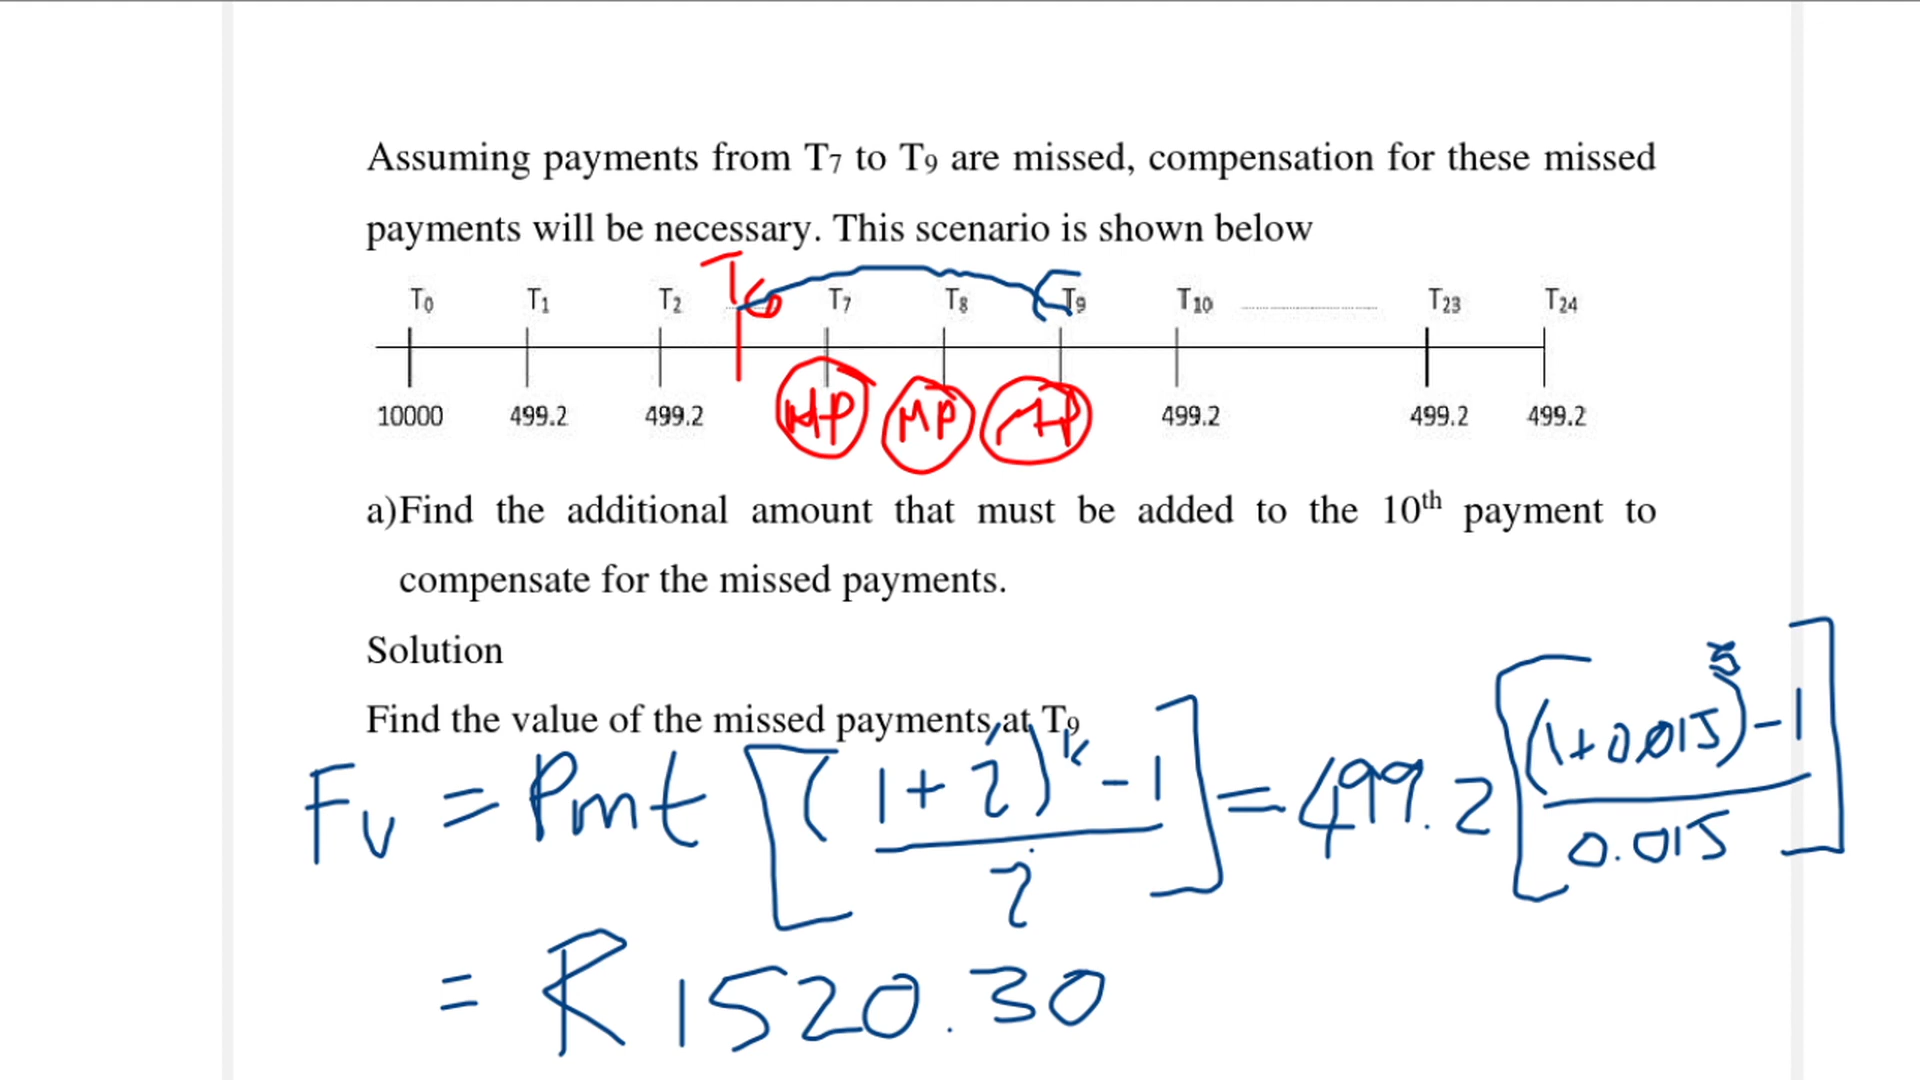 Assuming payments from T7 to T9 are missed, compensation for these missed
payments will be necessary. This scenario is shown below
T0 T1 T2 T6 T7 T8 T9 T10 T23 T24
10000 499.2 499.2 MP MP MP 499.2 499.2 499.2
a)Find the additional amount that must be added to the 10th payment to
compensate for the missed payments.
Solution
Find the value of the missed payments at T9
Fv = Pmt [((1+i)^k - 1)/i] = 499.2 [((1+0.015)^3 - 1)/0.015]
= R1520.30